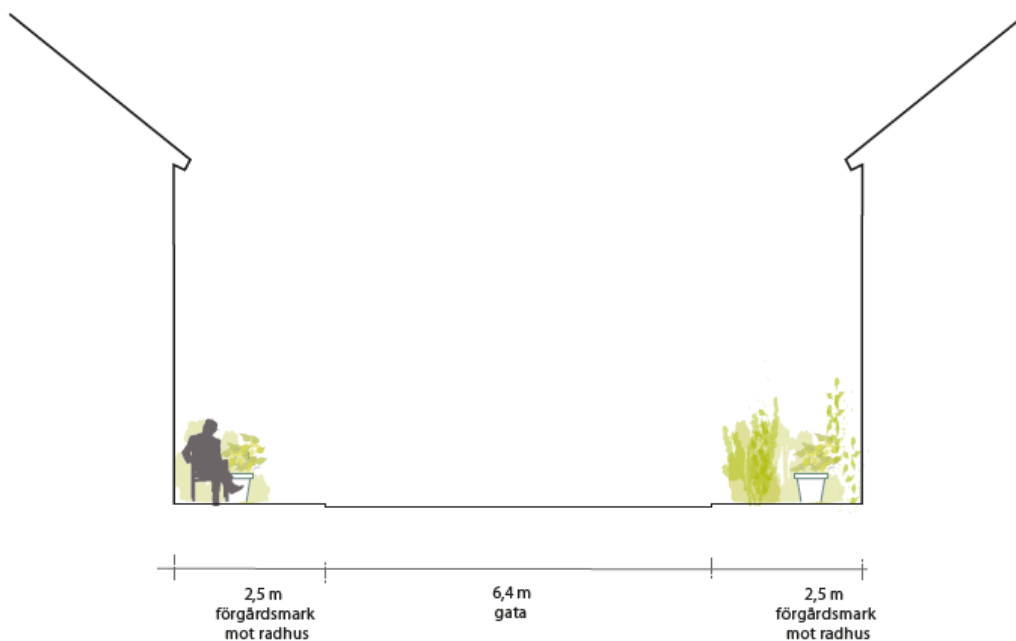 2,5 m
förgårdsmark
mot radhus
6,4 m
gata
2,5 m
förgårdsmark
mot radhus